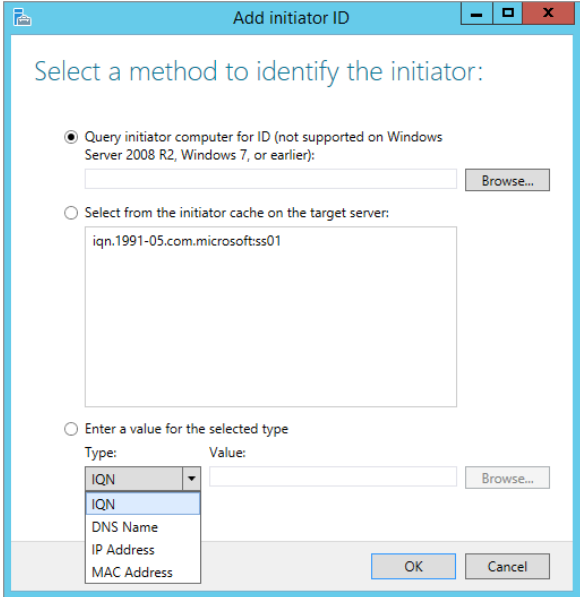 Add initiator ID
Select a method to identify the initiator:
Query initiator computer for ID (not supported on Windows
Server 2008 R2, Windows 7, or earlier):
Browse...
Select from the initiator cache on the target server:
iqn.1991-05.com.microsoft:ss01
Enter a value for the selected type
Type: Value:
IQN Browse...
IQN
DNS Name
IP Address
MAC Address
OK Cancel